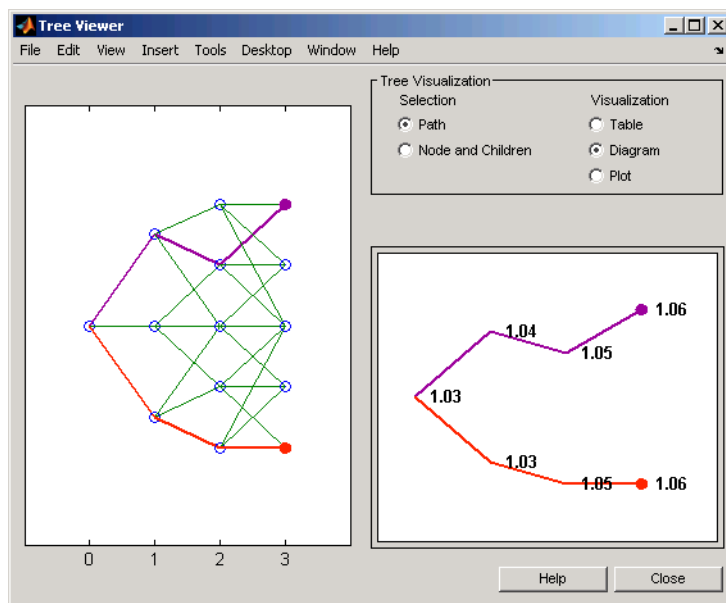 Tree Viewer
File Edit View Insert Tools Desktop Window Help
Tree Visualization
Selection
Path
Node and Children
Visualization
Table
Diagram
Plot
0 1 2 3
1.06
1.04
1.05
1.03
1.03
1.05
1.06
Help
Close